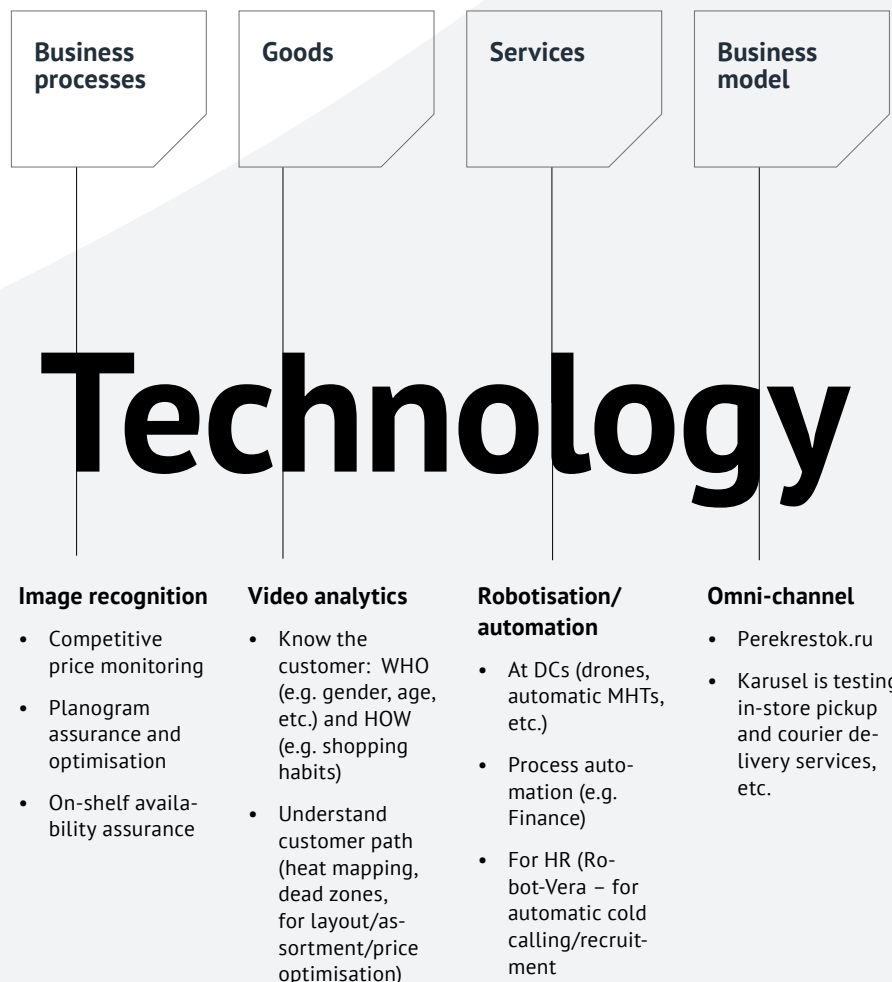 Business
processes
Goods
Services
Business
model
Technology
Image recognition
• Competitive
price monitoring
• Planogram
assurance and
optimisation
• On-shelf availa-
bility assurance
Video analytics
• Know the
customer: WHO
(e.g. gender, age,
etc.) and HOW
(e.g. shopping
habits)
• Understand
customer path
(heat mapping,
dead zones,
for layout/as-
sortment/price
optimisation)
Robotisation/
automation
• At DCs (drones,
automatic MHTs,
etc.)
• Process auto-
mation (e.g.
Finance)
• For HR (Ro-
bot-Vera – for
automatic cold
calling/recruit-
ment
Omni-channel
• Perekrestok.ru
• Karusel is testing
in-store pickup
and courier de-
livery services,
etc.